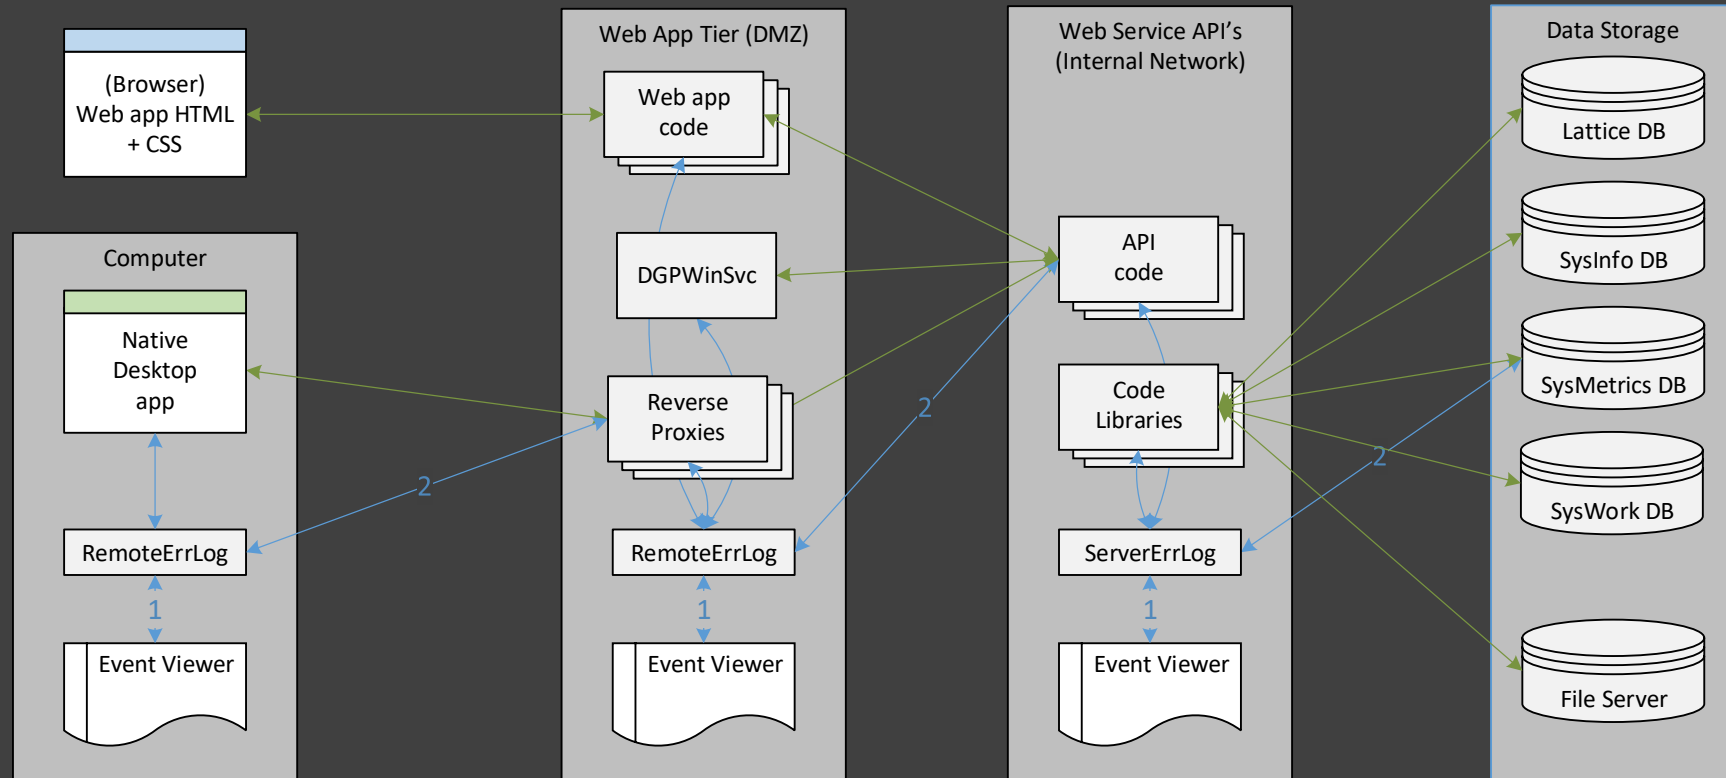 (Browser)
Web app HTML
+ CSS
Computer
Native
Desktop
app
RemoteErrLog
1
Event Viewer
2
Web App Tier (DMZ)
Web app
code
DGPWinSvc
Reverse
Proxies
RemoteErrLog
1
Event Viewer
2
Web Service API's
(Internal Network)
API
code
Code
Libraries
ServerErrLog
1
Event Viewer
2
Data Storage
Lattice DB
SysInfo DB
SysMetrics DB
SysWork DB
File Server